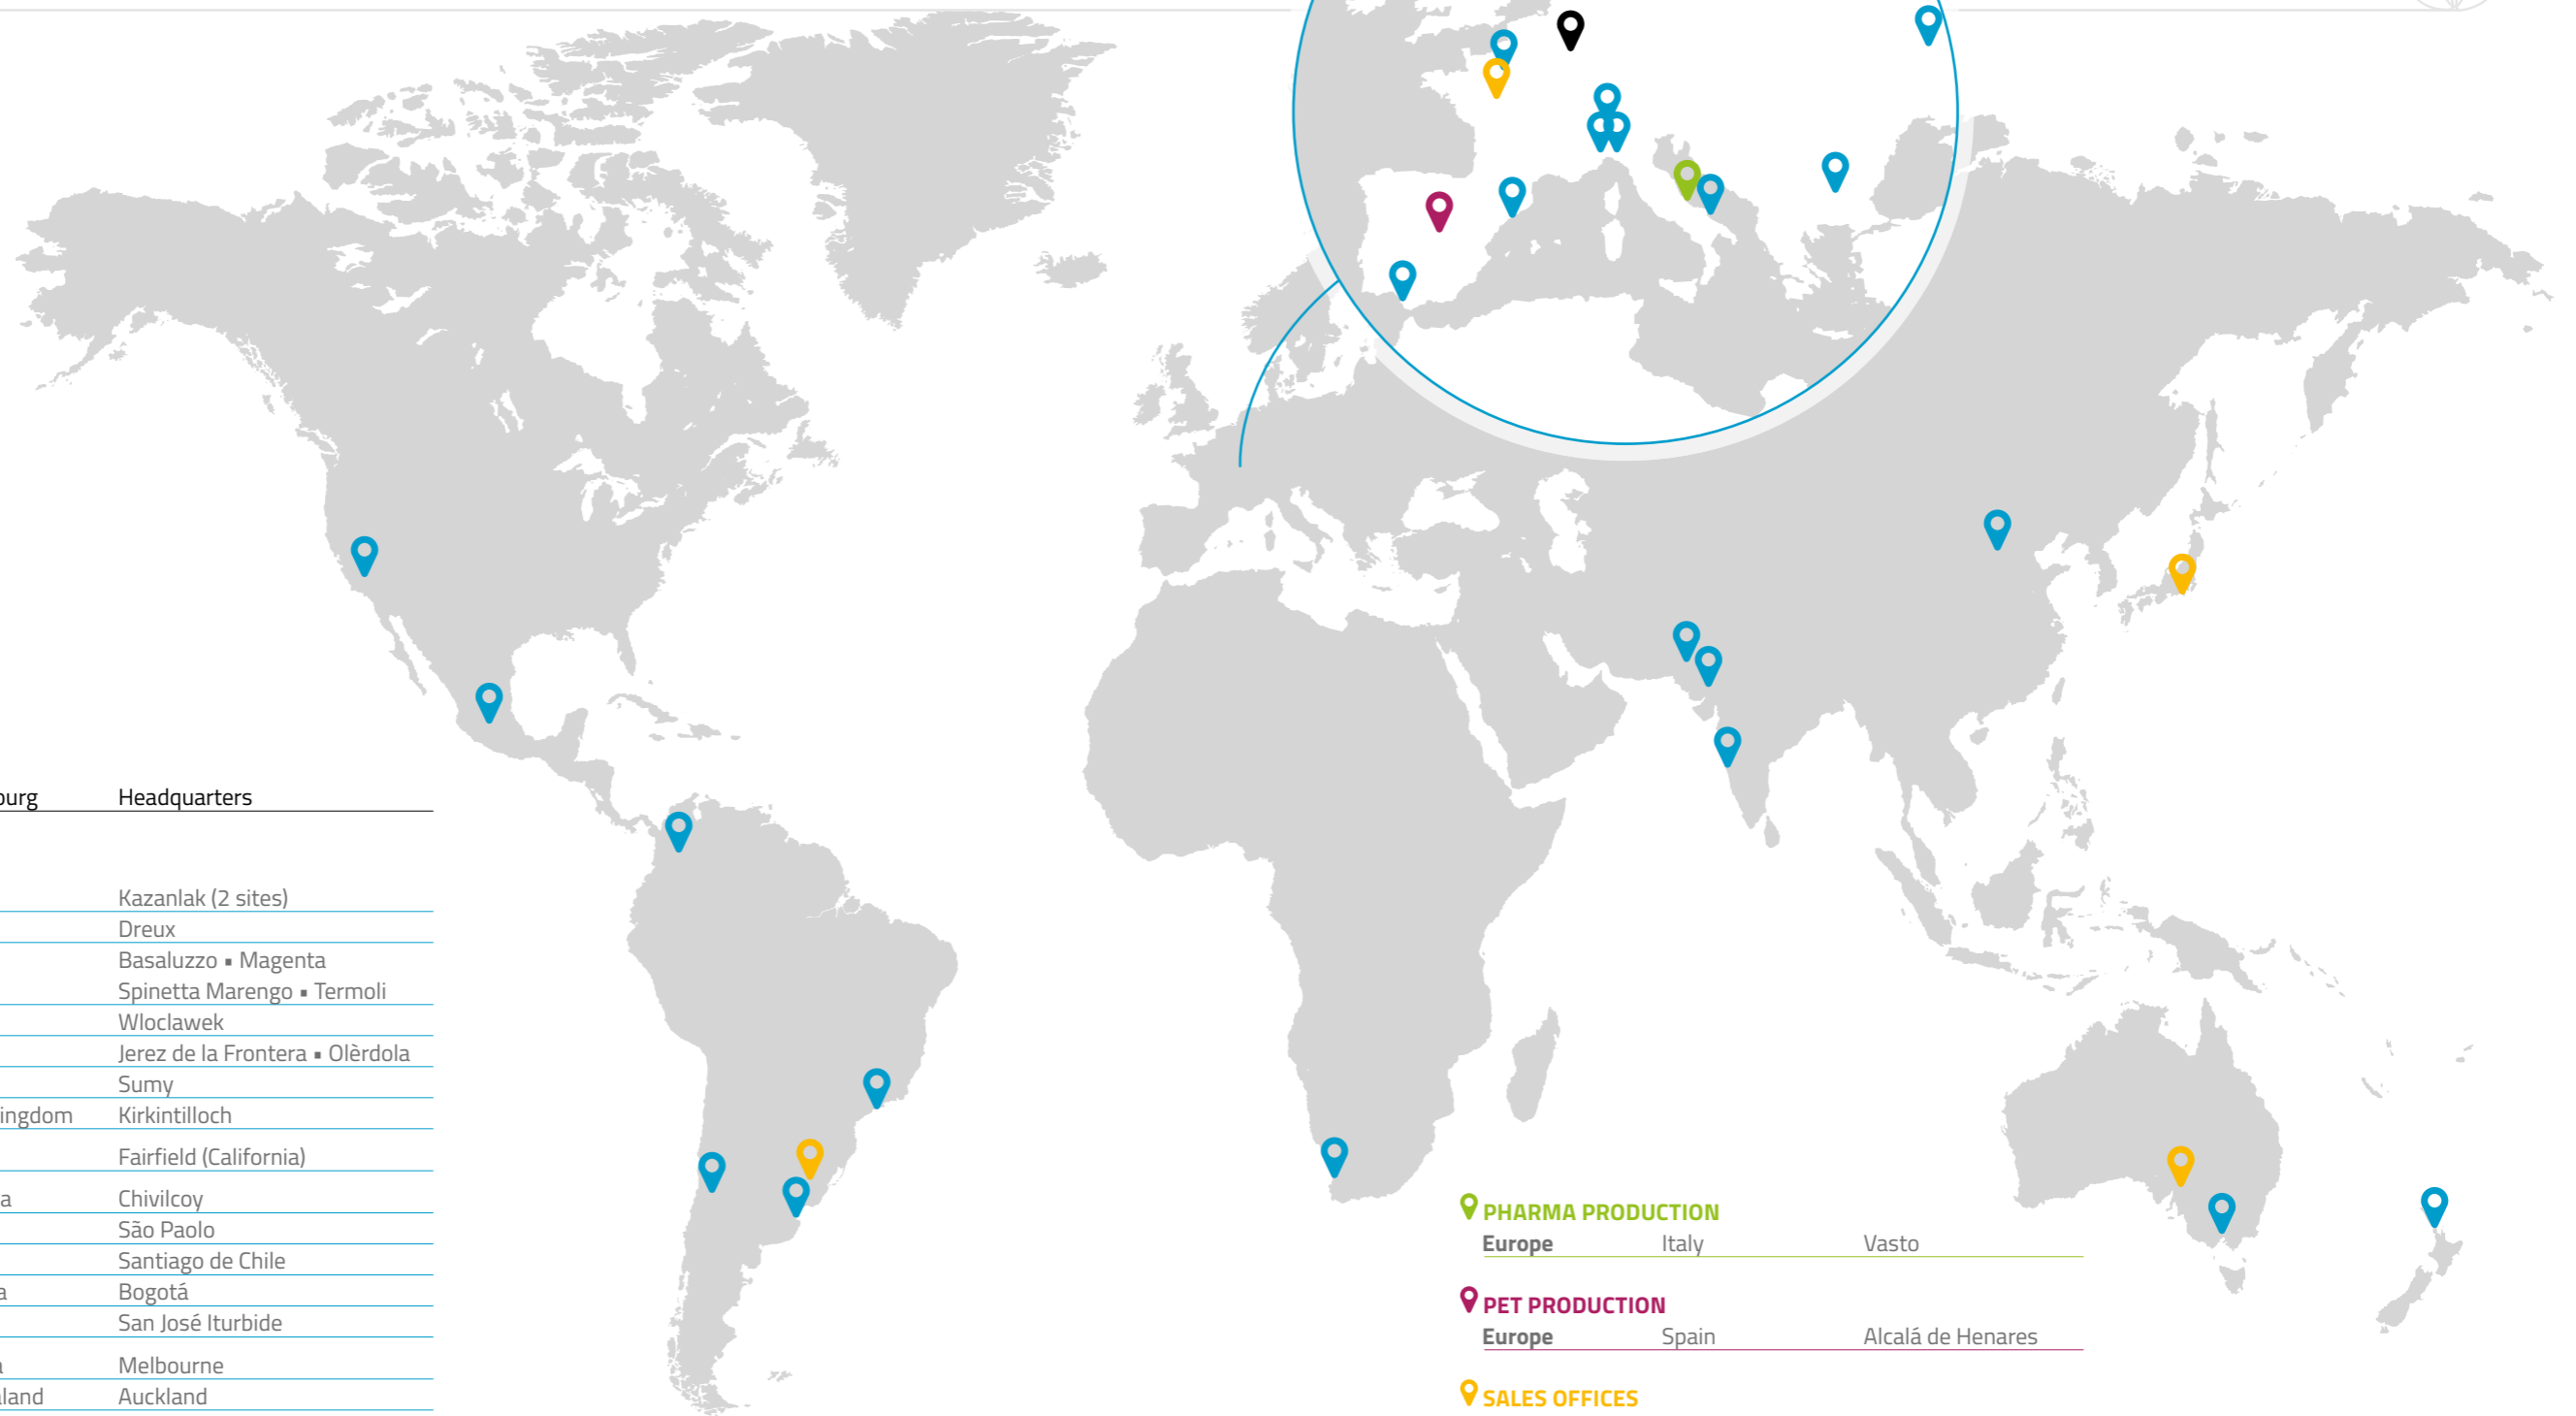 Headquarters
Kazanlak (2 sites)
Dreux
Basaluzzo ▪ Magenta
Spinetta Marengo ▪ Termoli
Wloclawek
Jerez de la Frontera ▪ Olèrdola
Sumy
Kirkintilloch
Fairfield (California)
Chivilcoy
São Paolo
Santiago de Chile
Bogotá
San José Iturbide
Melbourne
Auckland
PHARMA PRODUCTION
Europe Italy Vasto
PET PRODUCTION
Europe Spain Alcalá de Henares
SALES OFFICES